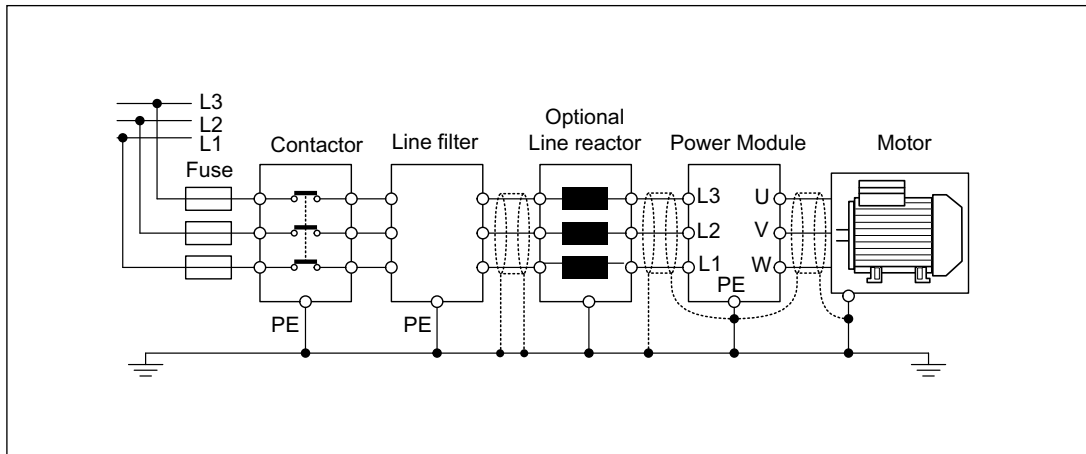 L3
L2
L1
Fuse
Contactor
Line filter
Optional
Line reactor
Power Module
Motor
L3
U
L2
V
L1
W
PE
PE
PE